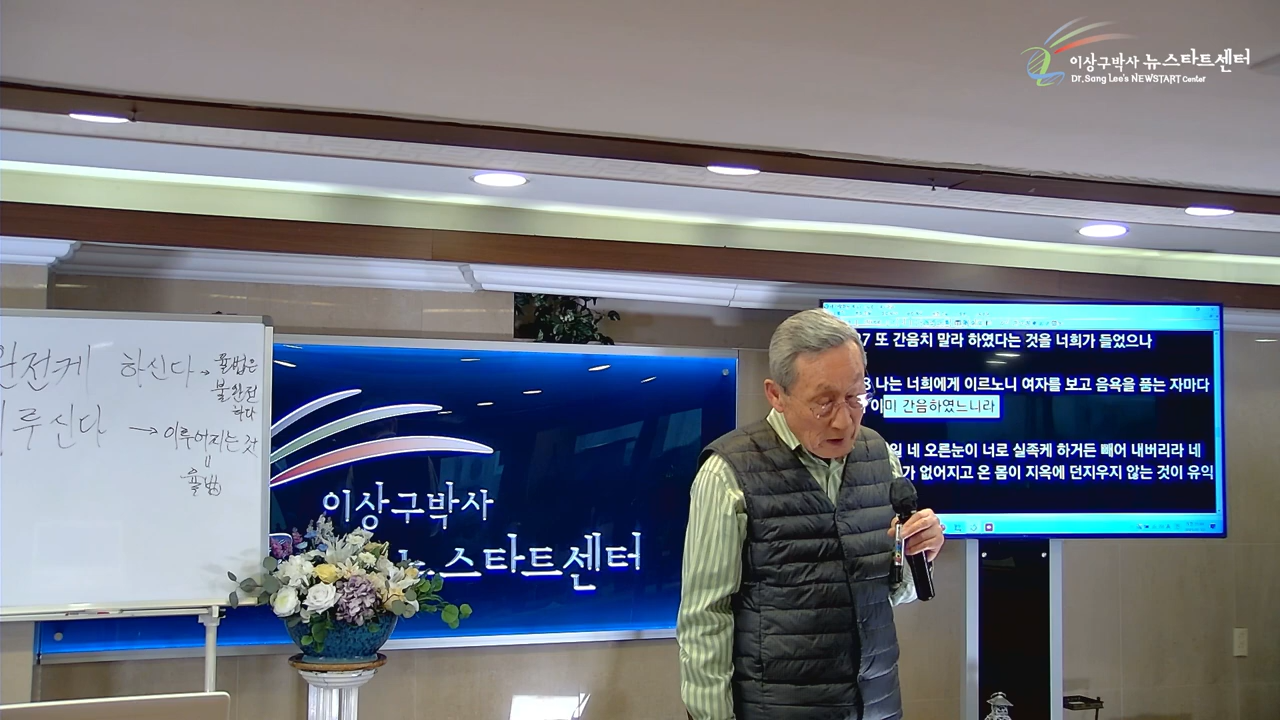 이상구박사 뉴스타트센터
Dr. Sang Lee's NEWSTART Center
완전케 하신다 → 율법은
불완전
하다
루신다 → 이루어지는 것
율법
이상구박사
뉴스타트센터
7 또 간음치 말라 하였다는 것을 너희가 들었으나
8 나는 너희에게 이르노니 여자를 보고 음욕을 품는 자마다
이미 간음하였느니라
일 네 오른눈이 너로 실족케 하거든 빼어 내버리라 네
가 없어지고 온 몸이 지옥에 던지우지 않는 것이 유익